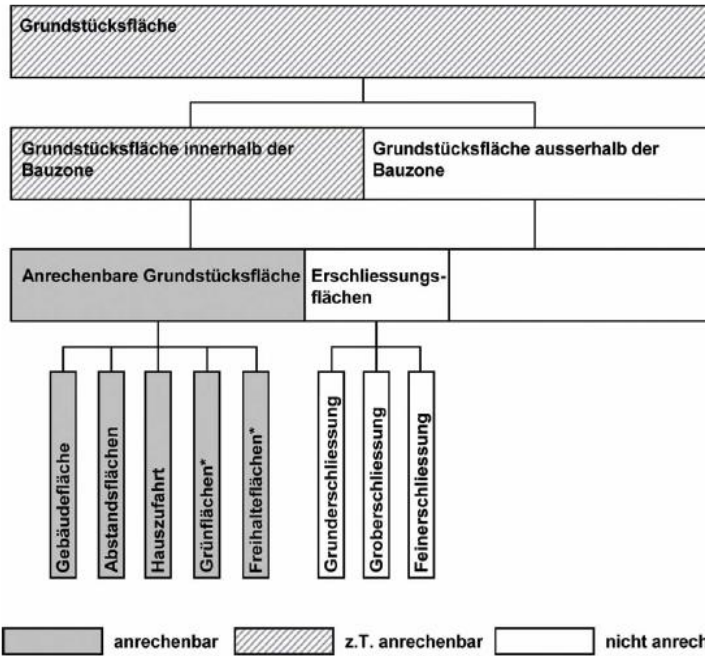 Grundstücksfläche
Grundstücksfläche innerhalb der
Bauzone
Grundstücksfläche ausserhalb der
Bauzone
Anrechenbare Grundstücksfläche
Erschliessungs-
flächen
Gebäudefläche
Abstandsflächen
Hauszufahrt
Grünflächen*
Freihalteflächen*
Grunderschliessung
Groberschliessung
Feinerschliessung
anrechenbar
z.T. anrechenbar
nicht anrech